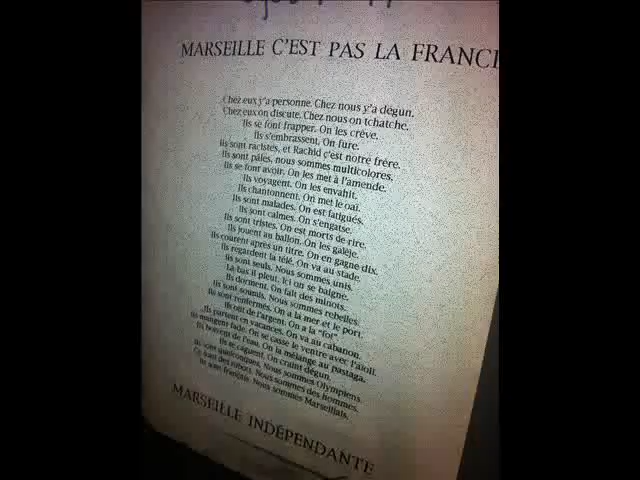 MARSEILLE C'EST PAS LA FRANCE
Chez eux y'a personne. Chez nous y'a dégun.
Chez eux on discute. Chez nous on tchatche.
Ils se font frapper. On les crève.
Ils s'embrassent. On fure.
Ils sont racistes, et Rachid c'est notre frère.
Ils sont pâles, nous sommes multicolores.
Ils se font avoir. On les met à l'amende.
Ils voyagent. On les envahit.
Ils chantonnent. On met le oaï.
Ils sont malades. On est fatigués.
Ils sont calmes. On s'engatse.
Ils sont tristes. On est morts de rire.
Ils jouent au ballon. On les galèje.
Ils courent après un titre. On en gagne dix.
Ils regardent la télé. On va au stade.
Ils sont seuls. Nous sommes unis.
La bas il pleut. Ici on se baigne.
Ils dorment. On fait des minots.
Ils sont soumis. Nous sommes rebelles.
Ils sont renfermés. On a la mer et le port.
Ils ont de l'argent. On a la "foi"
Ils partent en vacances. On va au cabanon.
Ils mangent fade. On se casse le ventre avec l'aïoli.
Ils boivent de l'eau. On la mélange au pastaga.
Ils se caguent. On craint dégun.
Ils sont quelconques. Nous sommes Olympiens.
Ce sont des robots. Nous sommes des hommes.
Ils sont français. Nous sommes Marseillais.
MARSEILLE INDÉPENDANTE